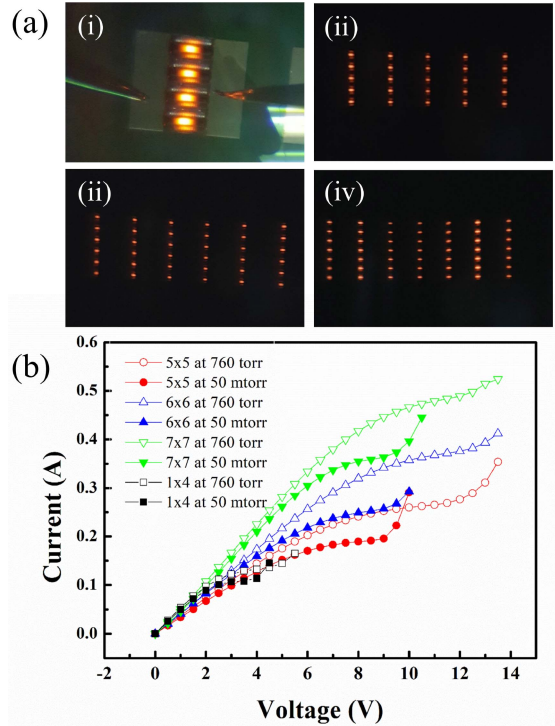 (a)
(i)
(ii)
(ii)
(iv)
(b)
5x5 at 760 torr
5x5 at 50 mtorr
6x6 at 760 torr
6x6 at 50 mtorr
7x7 at 760 torr
7x7 at 50 mtorr
1x4 at 760 torr
1x4 at 50 mtorr
Current (A)
0.6
0.5
0.4
0.3
0.2
0.1
0.0
-2
0
2
4
6
8
10
12
14
Voltage (V)